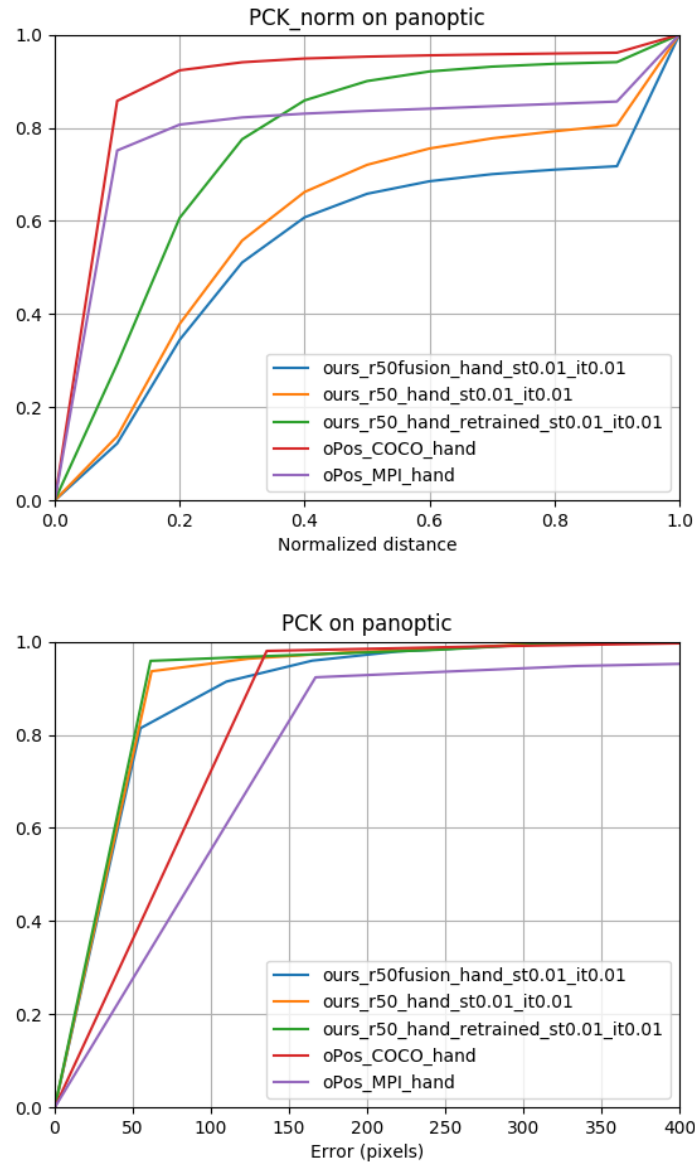 PCK_norm on panoptic
1.0
0.8
0.6
0.4
0.2
0.0
ours_r50fusion_hand_st0.01_it0.01
ours_r50_hand_st0.01_it0.01
ours_r50_hand_retrained_st0.01_it0.01
oPos_COCO_hand
oPos_MPI_hand
0.0 0.2 0.4 0.6 0.8 1.0
Normalized distance
PCK on panoptic
1.0
0.8
0.6
0.4
0.2
0.0
ours_r50fusion_hand_st0.01_it0.01
ours_r50_hand_st0.01_it0.01
ours_r50_hand_retrained_st0.01_it0.01
oPos_COCO_hand
oPos_MPI_hand
0 50 100 150 200 250 300 350 400
Error (pixels)